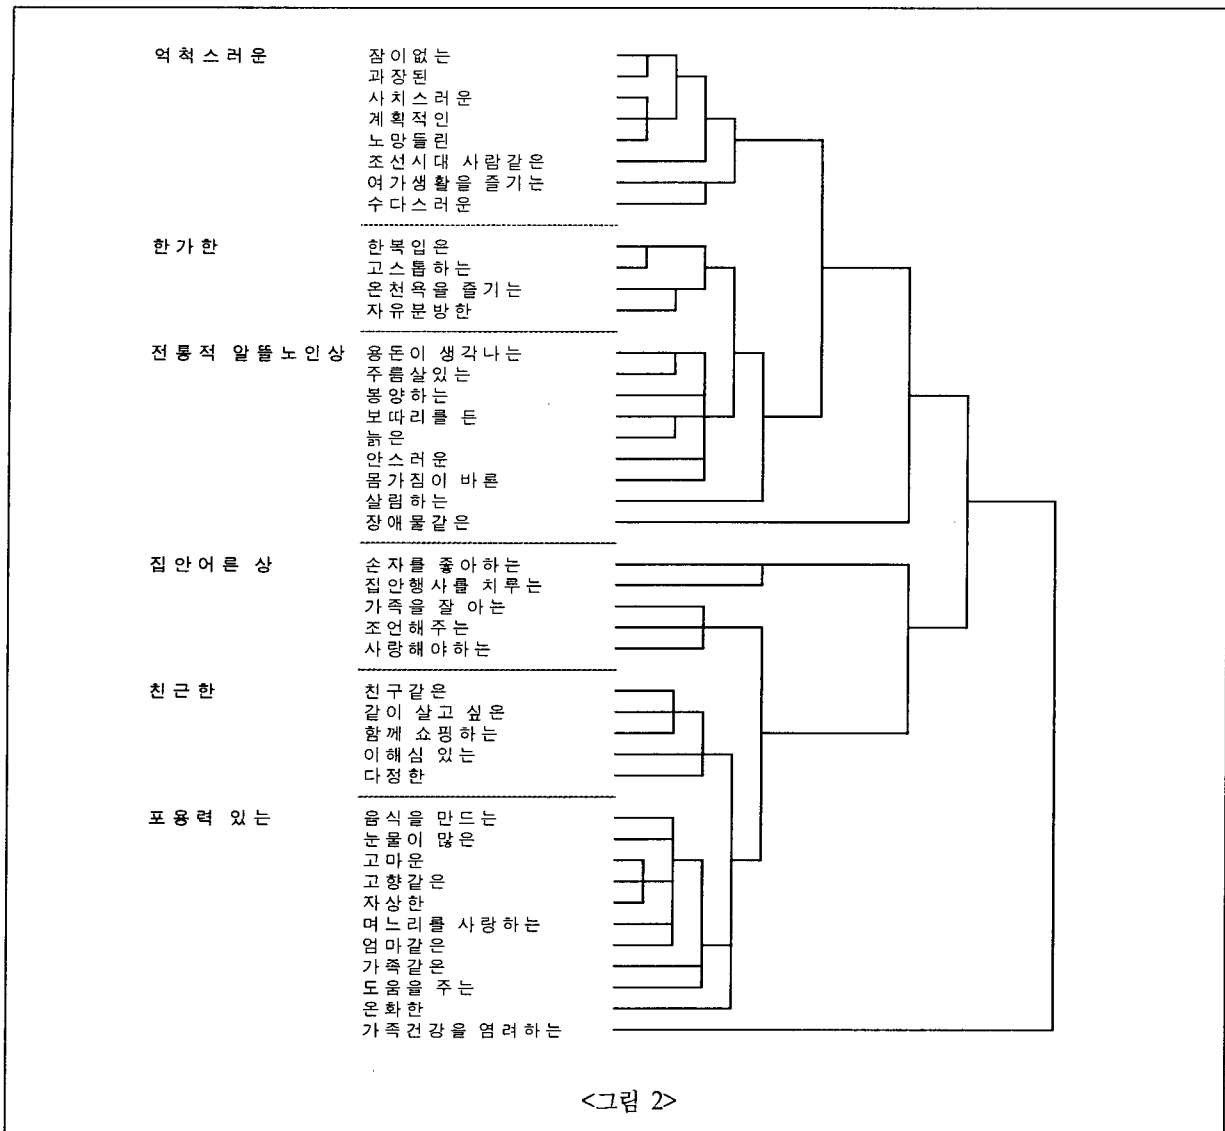 억척스러운 잠이없는
과장된
사치스러운
계획적인
노망들린
조선시대 사람같은
여가생활을 즐기는
수다스러운
한가한 한복입은
고스톱하는
온천욕을 즐기는
자유분방한
전통적 알뜰노인상 용돈이 생각나는
주름살있는
봉양하는
보따리를 든
늙은
안스러운
몸가짐이 바른
살림하는
장애물같은
집안어른 상 손자를 좋아하는
집안행사를 치루는
가족을 잘 아는
조언해주는
사랑해야하는
친근한 친구같은
같이 살고 싶은
함께 쇼핑하는
이해심 있는
다정한
포용력 있는 음식을 만드는
눈물이 많은
고마운
고향같은
자상한
며느리를 사랑하는
엄마같은
가족같은
도움을 주는
온화한
가족건강을 염려하는
<그림 2>